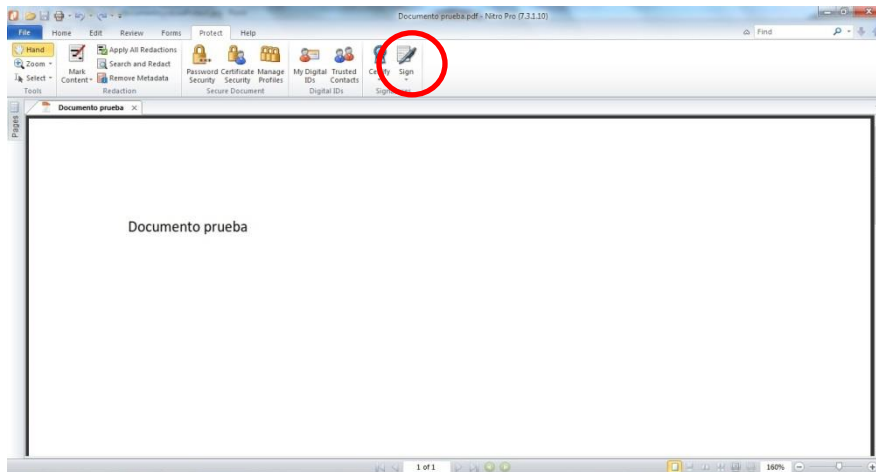 Documento prueba.pdf - Nitro Pro (7.3.1.10)
File Home Edit Review Forms Protect Help
Find
Hand
Zoom
Select
Tools
Mark Content
Apply All Redactions
Search and Redact
Remove Metadata
Redaction
Password Security
Certificate Security
Manage Profiles
Secure Document
My Digital IDs
Trusted Contacts
Digital IDs
Sign
Documento prueba
Pages
Documento prueba
1 of 1
160%